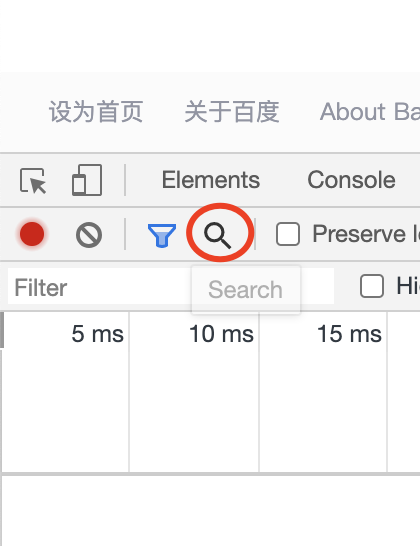 设为首页 关于百度 About Ba
Elements Console
Preserve l
Filter Search Hi
5 ms 10 ms 15 ms